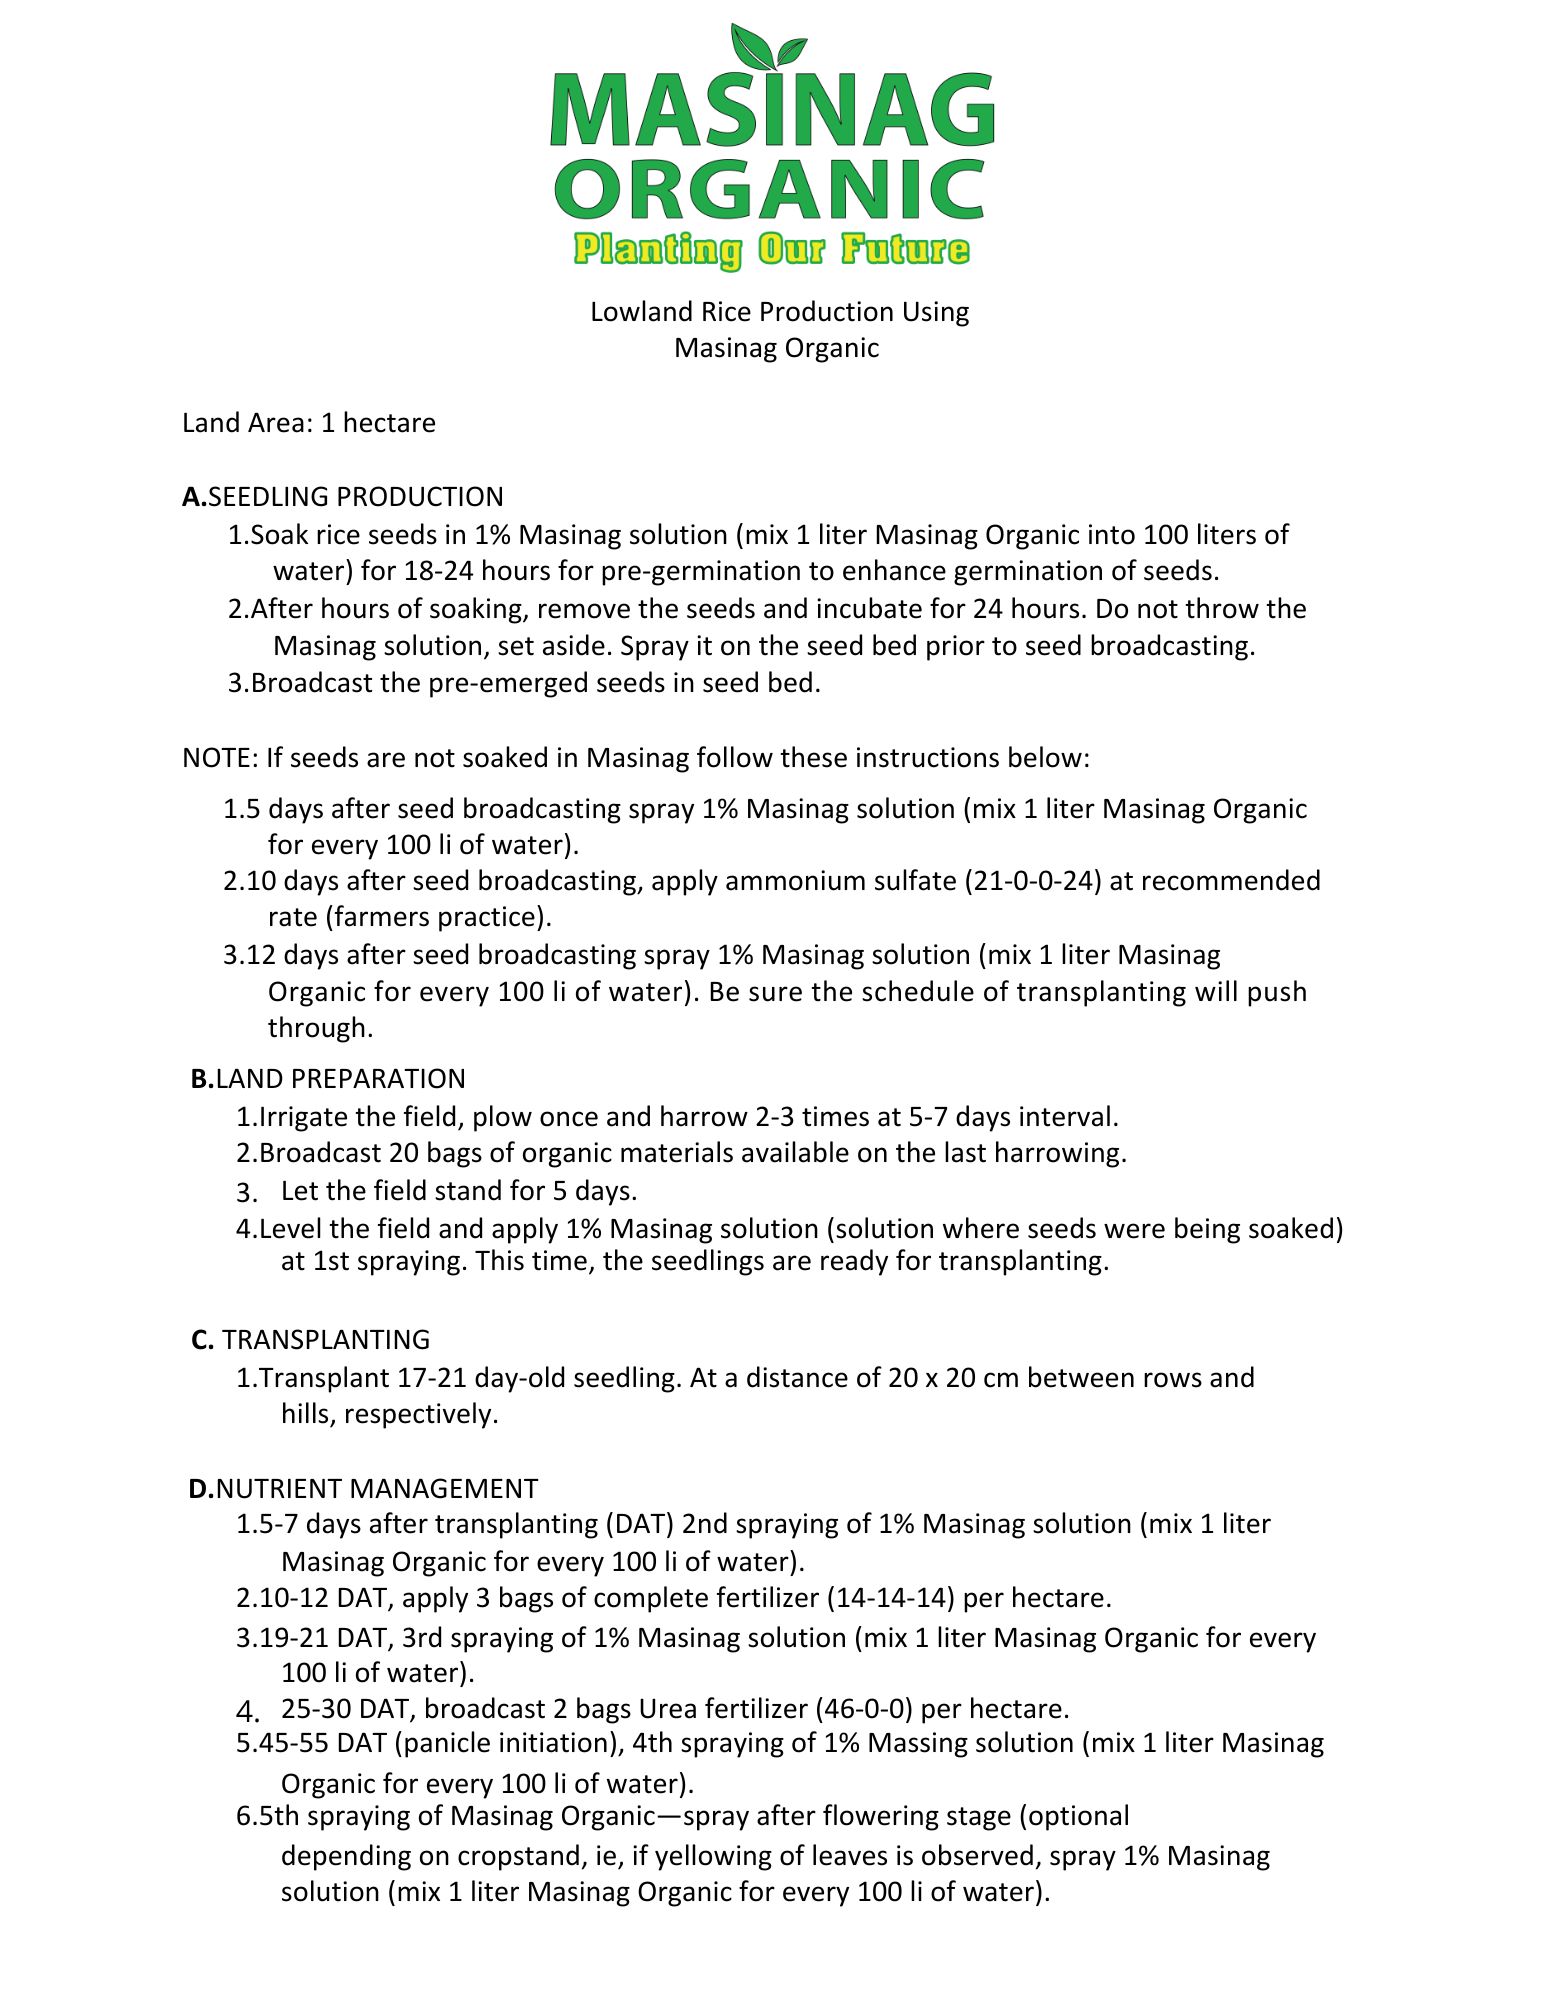 MASINAG
ORGANIC
Planting Our Future
Lowland Rice Production Using
Masinag Organic
Land Area: 1 hectare
A.SEEDLING PRODUCTION
1.Soak rice seeds in 1% Masinag solution (mix 1 liter Masinag Organic into 100 liters of
water) for 18-24 hours for pre-germination to enhance germination of seeds.
2.After hours of soaking, remove the seeds and incubate for 24 hours. Do not throw the
Masinag solution, set aside. Spray it on the seed bed prior to seed broadcasting.
3.Broadcast the pre-emerged seeds in seed bed.
NOTE: If seeds are not soaked in Masinag follow these instructions below:
1.5 days after seed broadcasting spray 1% Masinag solution (mix 1 liter Masinag Organic
for every 100 li of water).
2.10 days after seed broadcasting, apply ammonium sulfate (21-0-0-24) at recommended
rate (farmers practice).
3.12 days after seed broadcasting spray 1% Masinag solution (mix 1 liter Masinag
Organic for every 100 li of water). Be sure the schedule of transplanting will push
through.
B.LAND PREPARATION
1.Irrigate the field, plow once and harrow 2-3 times at 5-7 days interval.
2.Broadcast 20 bags of organic materials available on the last harrowing.
3. Let the field stand for 5 days.
4.Level the field and apply 1% Masinag solution (solution where seeds were being soaked)
at 1st spraying. This time, the seedlings are ready for transplanting.
C. TRANSPLANTING
1.Transplant 17-21 day-old seedling. At a distance of 20 x 20 cm between rows and
hills, respectively.
D.NUTRIENT MANAGEMENT
1.5-7 days after transplanting (DAT) 2nd spraying of 1% Masinag solution (mix 1 liter
Masinag Organic for every 100 li of water).
2.10-12 DAT, apply 3 bags of complete fertilizer (14-14-14) per hectare.
3.19-21 DAT, 3rd spraying of 1% Masinag solution (mix 1 liter Masinag Organic for every
100 li of water).
4. 25-30 DAT, broadcast 2 bags Urea fertilizer (46-0-0) per hectare.
5.45-55 DAT (panicle initiation), 4th spraying of 1% Massing solution (mix 1 liter Masinag
Organic for every 100 li of water).
6.5th spraying of Masinag Organic—spray after flowering stage (optional
depending on cropstand, ie, if yellowing of leaves is observed, spray 1% Masinag
solution (mix 1 liter Masinag Organic for every 100 li of water).